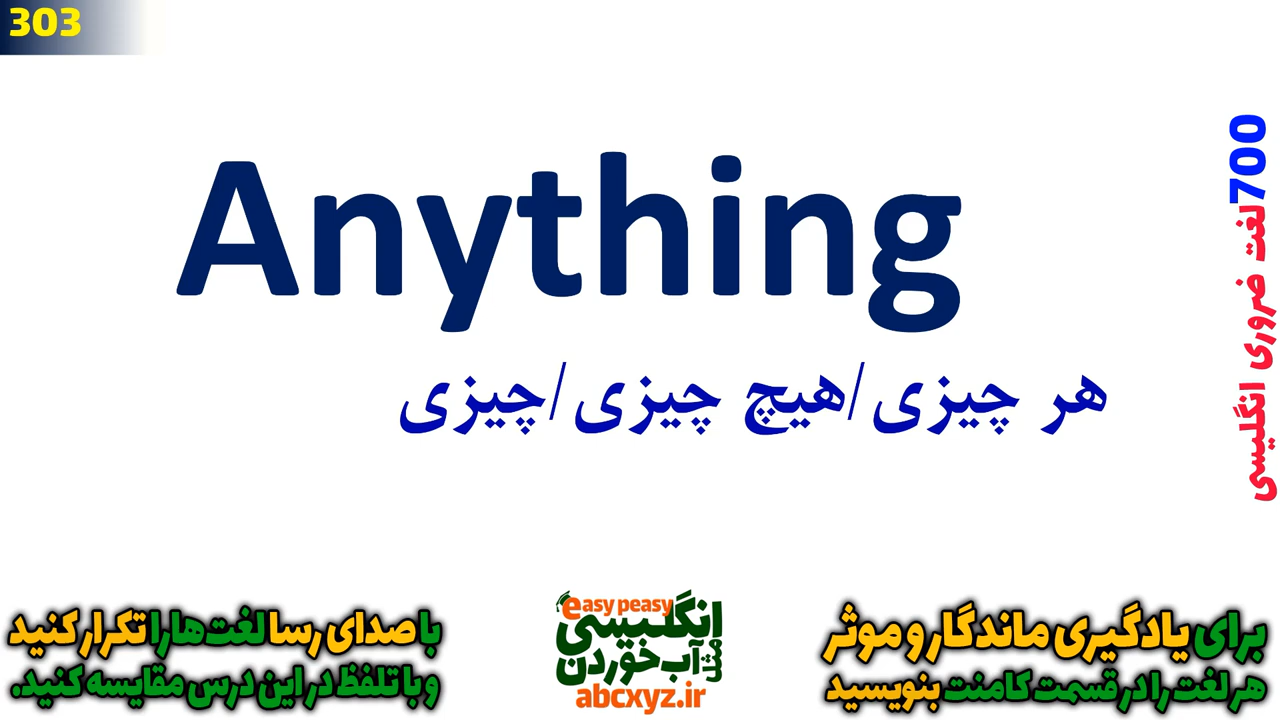 303
Anything
هر چیزی/هیچ چیزی/چیزی
700 لغت ضروری انگلیسی
برای یادگیری ماندگار و موثر
هر لغت را در قسمت کامنت بنویسید
easy peasy
انگلیسی
مثل آب خوردن
abcxyz.ir
با صدای رسا لغت‌ها را تکرار کنید
و با تلفظ در این درس مقایسه کنید.